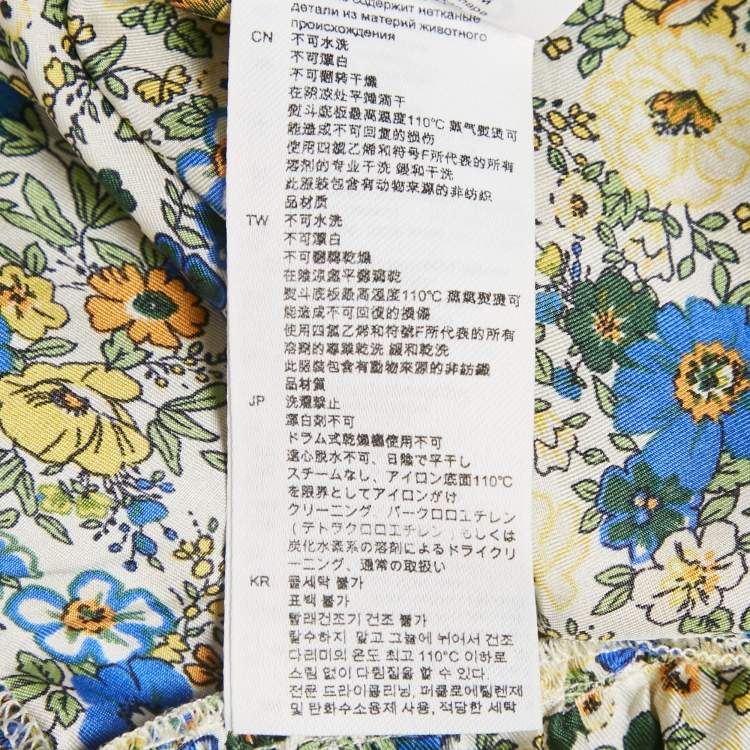 содержит нетканые
детали из материй животного
происхождения
CN 不可水洗
不可漂白
不可翻转干燥
在阴凉处平摊滴干
熨斗底板最高温度110°C 蒸气熨烫可
能造成不可回复的损伤
使用四氯乙烯和符号F所代表的所有
溶剂的专业干洗 缓和干洗
此服装包含有动物来源的非纺织
品材质
TW 不可水洗
不可漂白
不可翻轉乾燥
在陰涼處平攤滴乾
熨斗底板最高溫度110°C 蒸氣熨燙可
能造成不可回復的損傷
使用四氯乙烯和符號F所代表的所有
溶劑的專業乾洗 緩和乾洗
此服裝包含有動物來源的非紡織
品材質
JP 洗濯禁止
漂白剤不可
ドラム式乾燥機使用不可
遠心脱水不可、日陰で平干し
スチームなし、アイロン底面110°C
を限界としてアイロンがけ
クリーニング、パークロロエチレン
(テトラクロロエチレン)もしくは
炭化水素系の溶剤によるドライクリ
ーニング、通常の取扱い
KR 물세탁 불가
표백 불가
빨래건조기 건조 불가
탈수하지 말고 그늘에 뉘어서 건조
다리미의 온도 최고 110°C 이하로
스팀 없이 다림질을 할 수 있다.
전문 드라이클리닝, 퍼클로에틸렌제
및 탄화수소용제 사용, 적당한 세탁